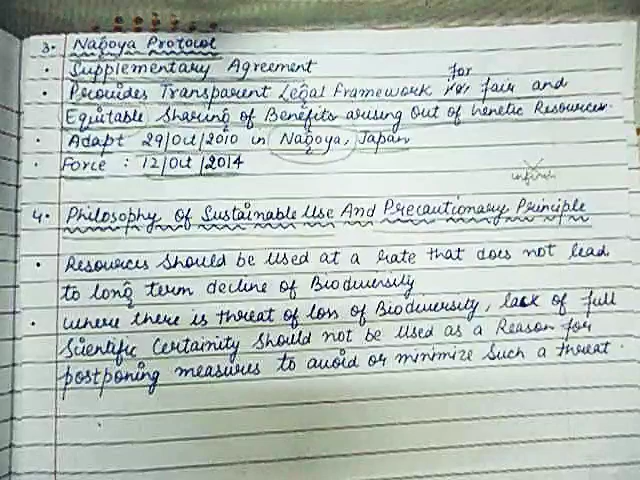 3. Nagoya Protocol
• Supplementary Agreement
• Provides Transparent Legal Framework for fair and
Equitable Sharing of Benefits arising out of Genetic Resources.
• Adapt 29/Oct/2010 in Nagoya, Japan
• Force : 12/Oct/2014
4. Philosophy of Sustainable Use And Precautionary Principle
• Resources should be used at a rate that does not lead
to long term decline of Biodiversity
• where there is threat of loss of Biodiversity, lack of full
Scientific Certainity should not be used as a Reason for
postponing measures to avoid or minimize such a threat.